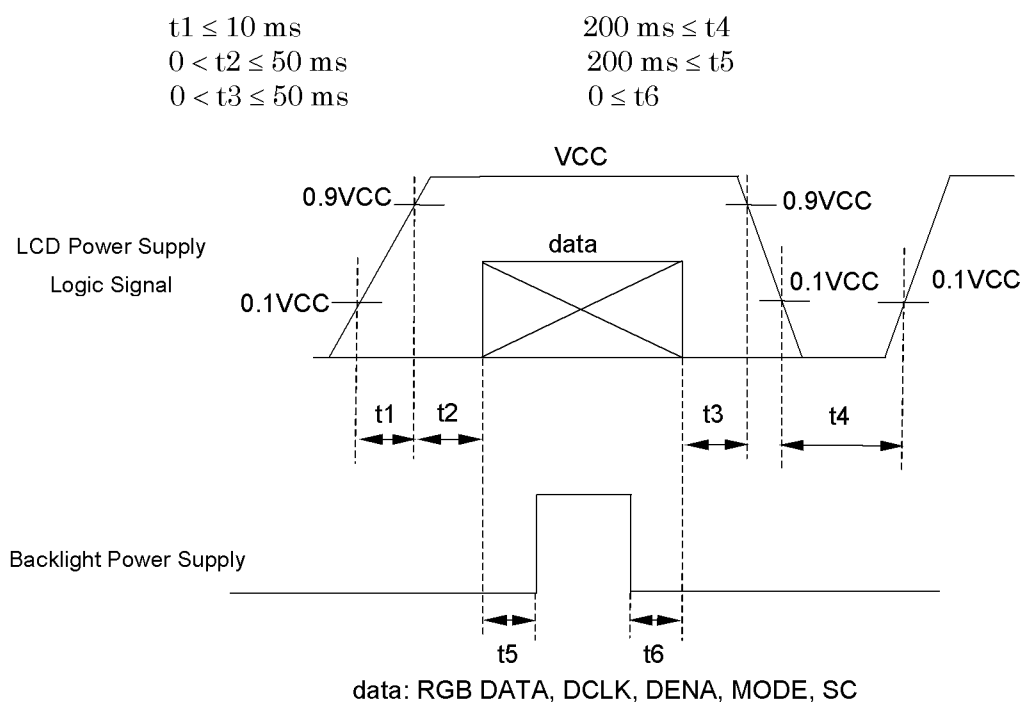 t1 ≤ 10 ms
200 ms ≤ t4
0 < t2 ≤ 50 ms
200 ms ≤ t5
0 < t3 ≤ 50 ms
0 ≤ t6
VCC
0.9VCC
0.9VCC
LCD Power Supply
data
Logic Signal
0.1VCC
0.1VCC
0.1VCC
t1
t2
t3
t4
Backlight Power Supply
t5
t6
data: RGB DATA, DCLK, DENA, MODE, SC